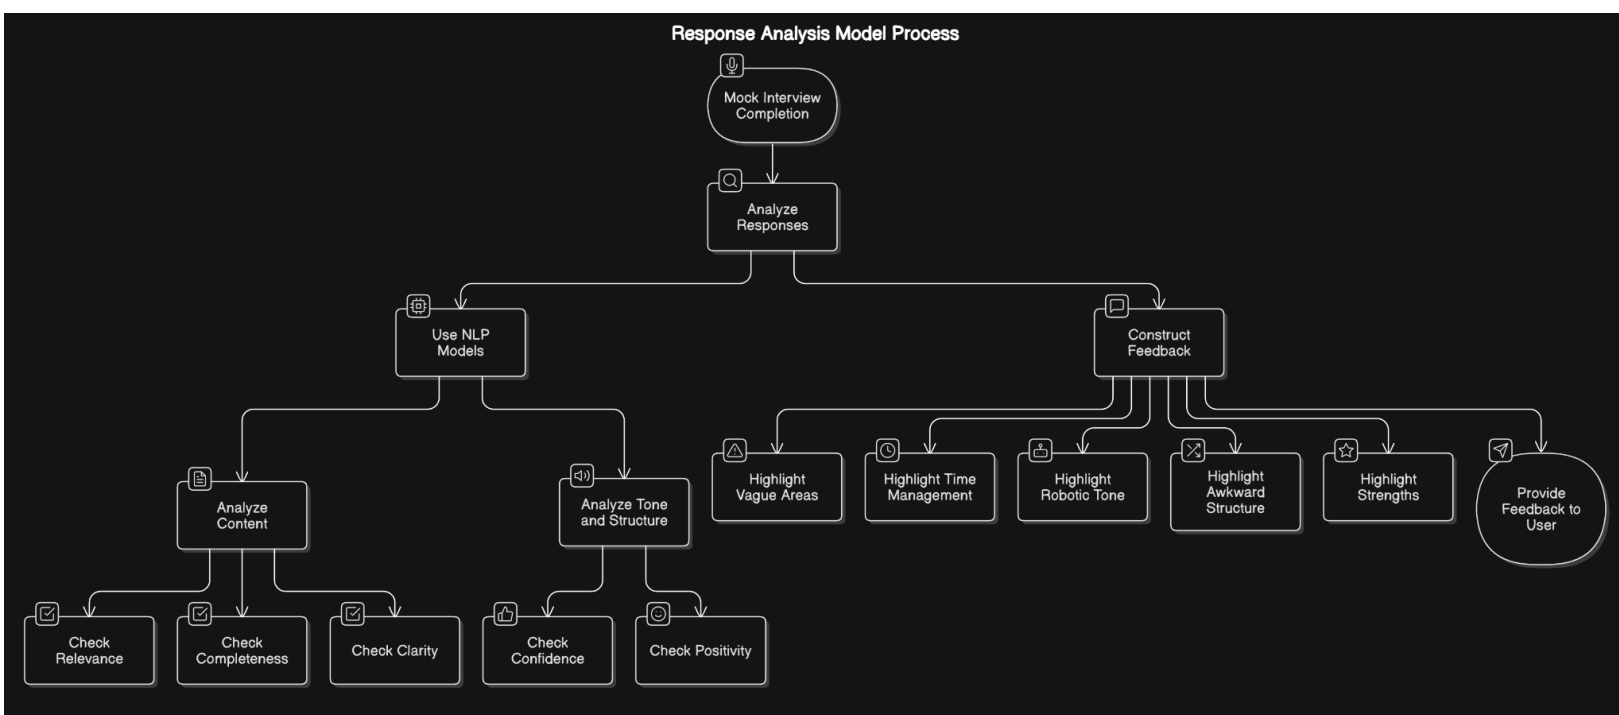 Response Analysis Model Process
Mock Interview
Completion
Analyze
Responses
Use NLP
Models
Construct
Feedback
Highlight
Vague Areas
Highlight Time
Management
Highlight
Robotic Tone
Highlight
Awkward
Structure
Highlight
Strengths
Provide
Feedback to
User
Analyze
Content
Analyze Tone
and Structure
Check
Relevance
Check
Completeness
Check Clarity
Check
Confidence
Check Positivity